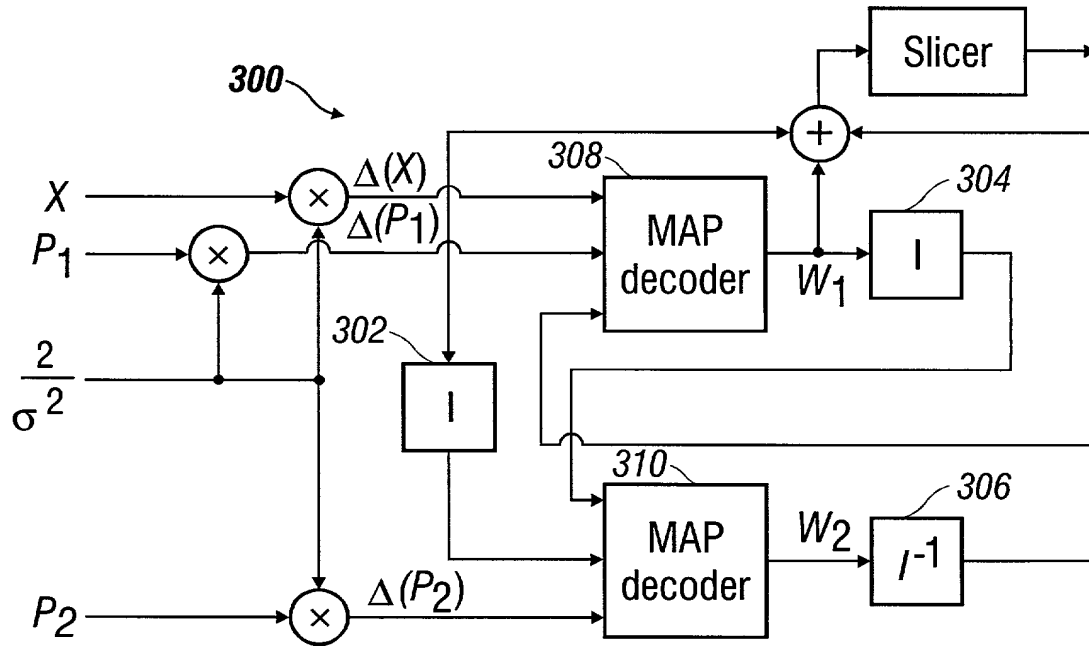 Slicer
300
+
308
304
X
×
Δ(X)
P1
×
Δ(P1)
MAP
decoder
W1
I
2
σ2
302
I
310
306
MAP
decoder
W2
I-1
P2
×
Δ(P2)